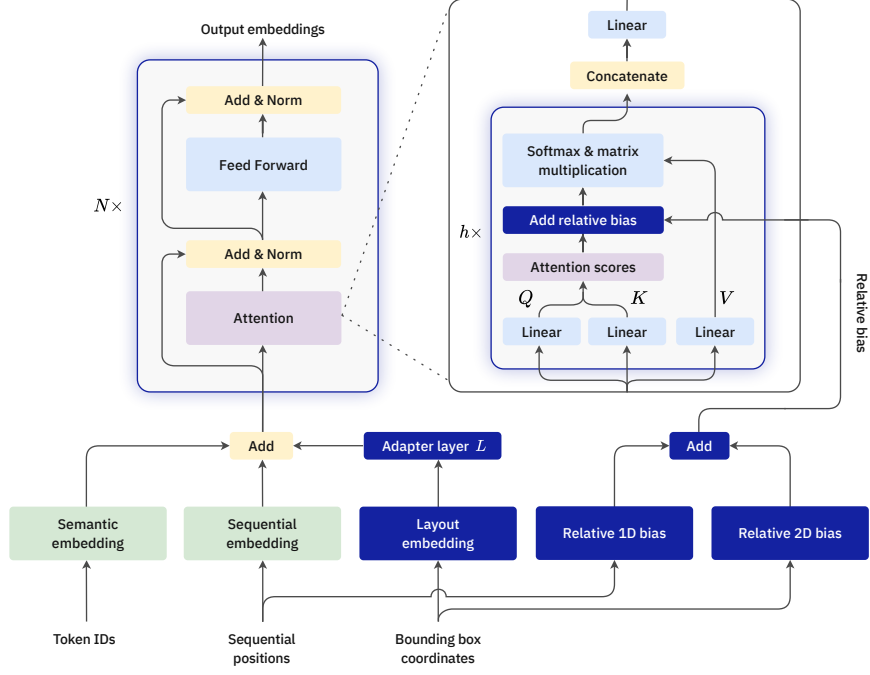 Output embeddings
Add & Norm
Feed Forward
N×
Add & Norm
Attention
Linear
Concatenate
Softmax & matrix
multiplication
Add relative bias
h×
Attention scores
Q
K
V
Linear
Linear
Linear
Relative bias
Add
Adapter layer L
Add
Semantic
embedding
Sequential
embedding
Layout
embedding
Relative 1D bias
Relative 2D bias
Token IDs
Sequential
positions
Bounding box
coordinates